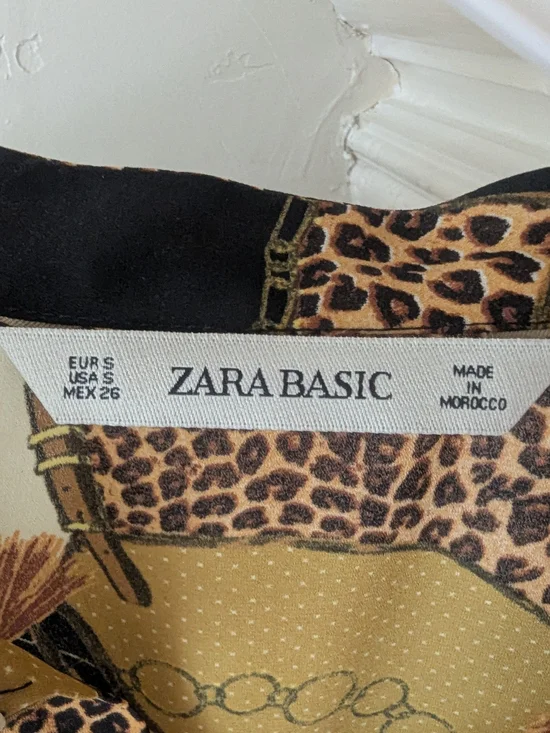 EUR S
USA S
MEX 26
ZARA BASIC
MADE
IN
MOROCCO